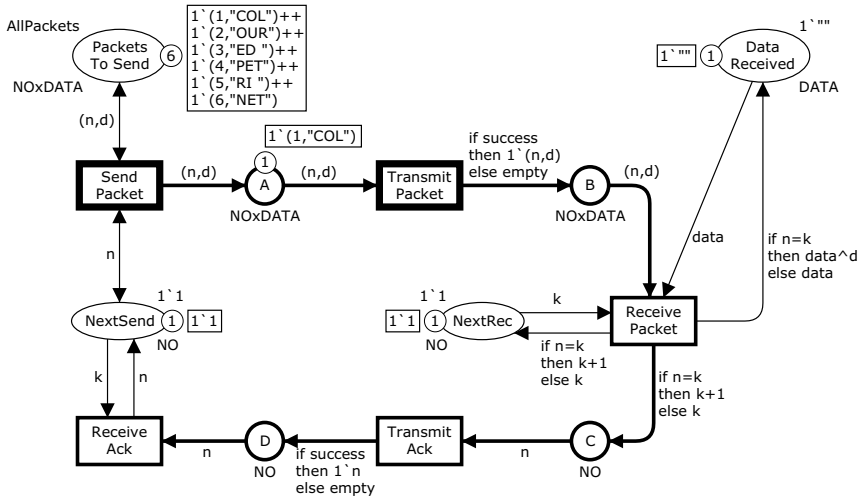 AllPackets
Packets
To Send
6
NOxDATA
1`(1,"COL")++
1`(2,"OUR")++
1`(3,"ED ")++
1`(4,"PET")++
1`(5,"RI ")++
1`(6,"NET")
1`""
1`""
1
Data
Received
DATA
(n,d)
1`(1,"COL")
1
Send
Packet
(n,d)
A
NOxDATA
(n,d)
Transmit
Packet
if success
then 1`(n,d)
else empty
B
NOxDATA
(n,d)
n
data
if n=k
then data^d
else data
1`1
NextSend
1
1`1
NO
1`1
1`1
1
NextRec
NO
k
if n=k
then k+1
else k
Receive
Packet
k
n
if n=k
then k+1
else k
Receive
Ack
n
D
NO
if success
then 1`n
else empty
Transmit
Ack
n
C
NO